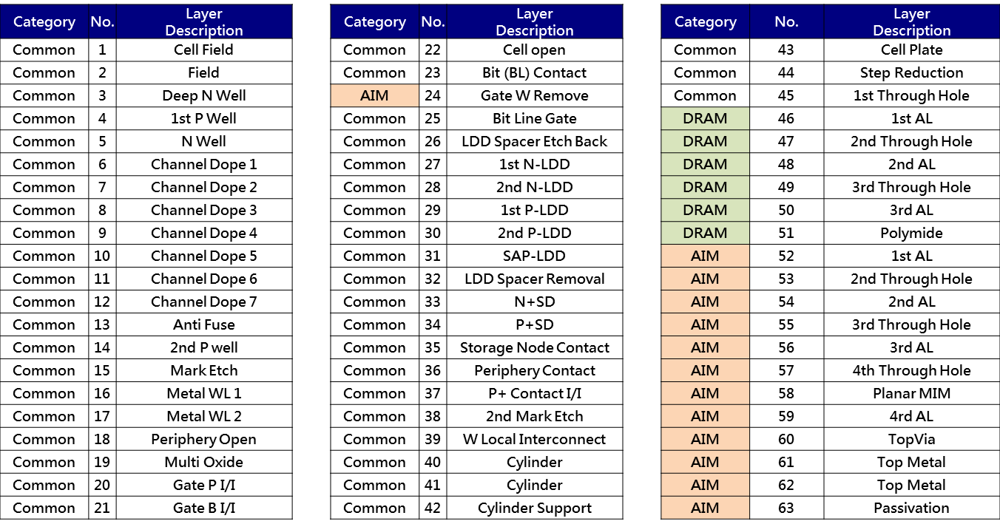 Category No. Layer Description
Common 1 Cell Field
Common 2 Field
Common 3 Deep N Well
Common 4 1st P Well
Common 5 N Well
Common 6 Channel Dope 1
Common 7 Channel Dope 2
Common 8 Channel Dope 3
Common 9 Channel Dope 4
Common 10 Channel Dope 5
Common 11 Channel Dope 6
Common 12 Channel Dope 7
Common 13 Anti Fuse
Common 14 2nd P well
Common 15 Mark Etch
Common 16 Metal WL 1
Common 17 Metal WL 2
Common 18 Periphery Open
Common 19 Multi Oxide
Common 20 Gate P I/I
Common 21 Gate B I/I
Category No. Layer Description
Common 22 Cell open
Common 23 Bit (BL) Contact
AIM 24 Gate W Remove
Common 25 Bit Line Gate
Common 26 LDD Spacer Etch Back
Common 27 1st N-LDD
Common 28 2nd N-LDD
Common 29 1st P-LDD
Common 30 2nd P-LDD
Common 31 SAP-LDD
Common 32 LDD Spacer Removal
Common 33 N+SD
Common 34 P+SD
Common 35 Storage Node Contact
Common 36 Periphery Contact
Common 37 P+ Contact I/I
Common 38 2nd Mark Etch
Common 39 W Local Interconnect
Common 40 Cylinder
Common 41 Cylinder
Common 42 Cylinder Support
Category No. Layer Description
Common 43 Cell Plate
Common 44 Step Reduction
Common 45 1st Through Hole
DRAM 46 1st AL
DRAM 47 2nd Through Hole
DRAM 48 2nd AL
DRAM 49 3rd Through Hole
DRAM 50 3rd AL
DRAM 51 Polymide
AIM 52 1st AL
AIM 53 2nd Through Hole
AIM 54 2nd AL
AIM 55 3rd Through Hole
AIM 56 3rd AL
AIM 57 4th Through Hole
AIM 58 Planar MIM
AIM 59 4rd AL
AIM 60 TopVia
AIM 61 Top Metal
AIM 62 Top Metal
AIM 63 Passivation